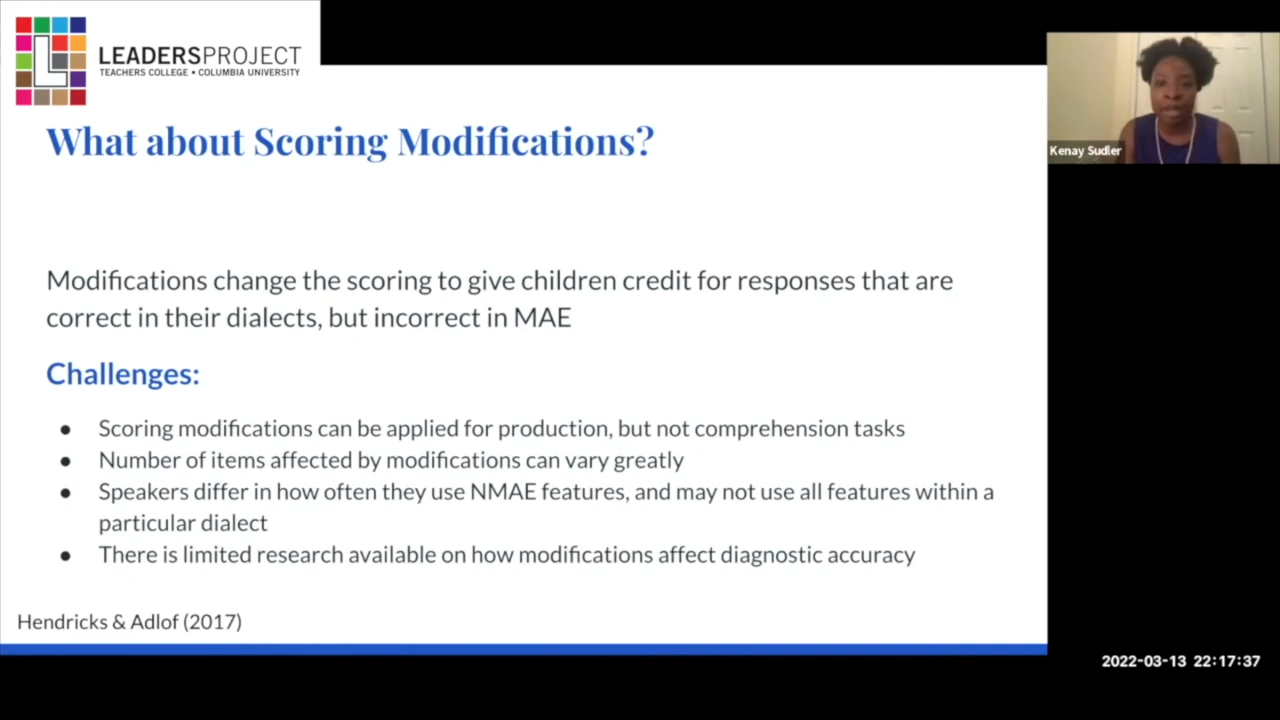 LEADERSPROJECT
TEACHERS COLLEGE • COLUMBIA UNIVERSITY
What about Scoring Modifications?
Kenay Sudler
Modifications change the scoring to give children credit for responses that are
correct in their dialects, but incorrect in MAE
Challenges:
● Scoring modifications can be applied for production, but not comprehension tasks
● Number of items affected by modifications can vary greatly
● Speakers differ in how often they use NMAE features, and may not use all features within a
particular dialect
● There is limited research available on how modifications affect diagnostic accuracy
Hendricks & Adlof (2017)
2022-03-13 22:17:37